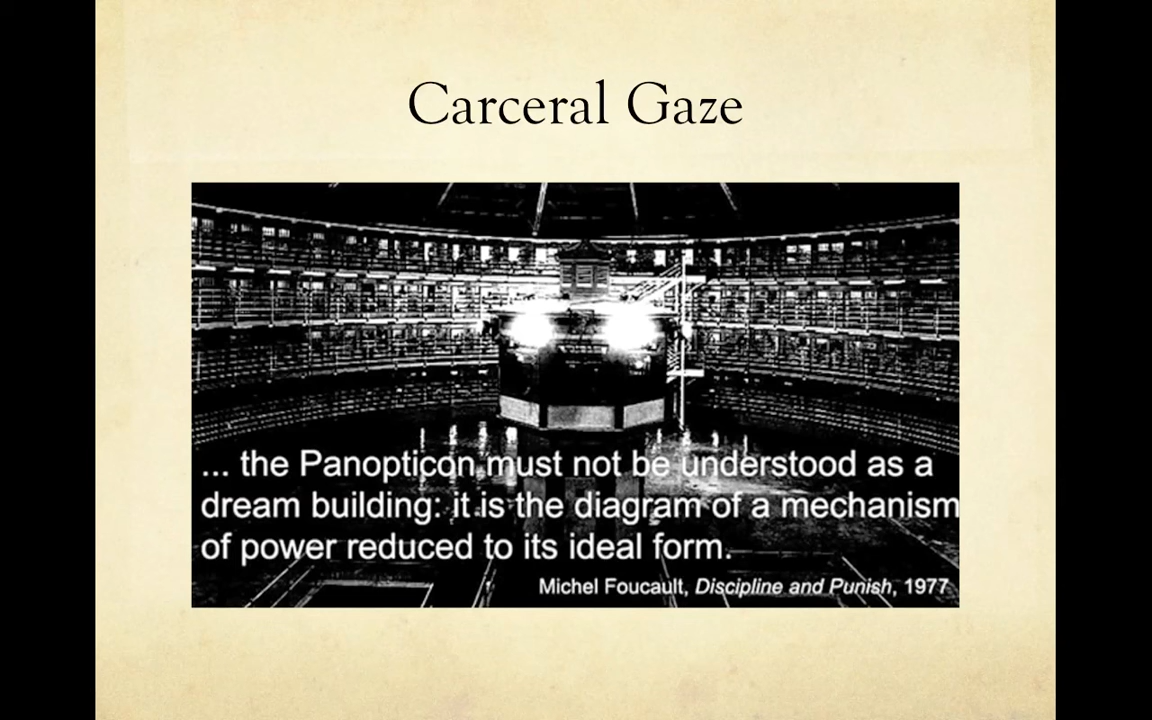 Carceral Gaze
... the Panopticon must not be understood as a
dream building: it is the diagram of a mechanism
of power reduced to its ideal form.
Michel Foucault, Discipline and Punish, 1977